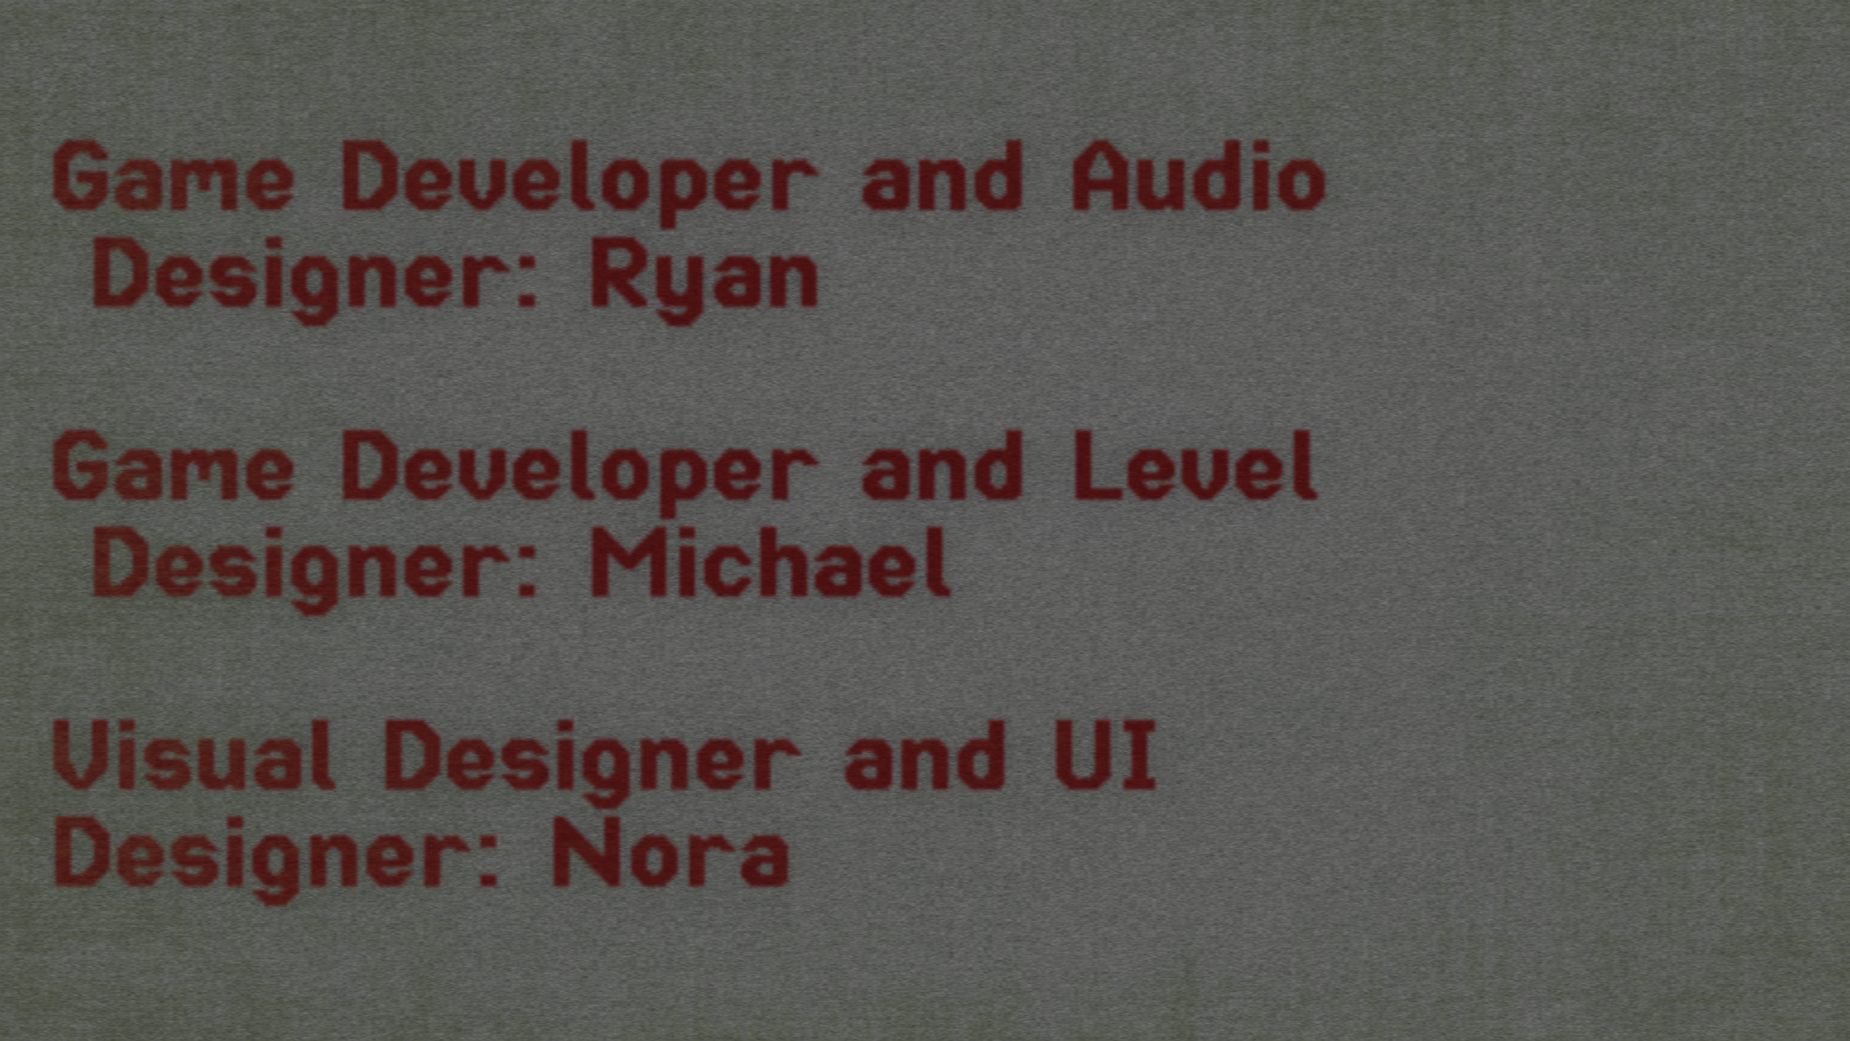 Game Developer and Audio
Designer: Ryan
Game Developer and Level
Designer: Michael
Visual Designer and UI
Designer: Nora